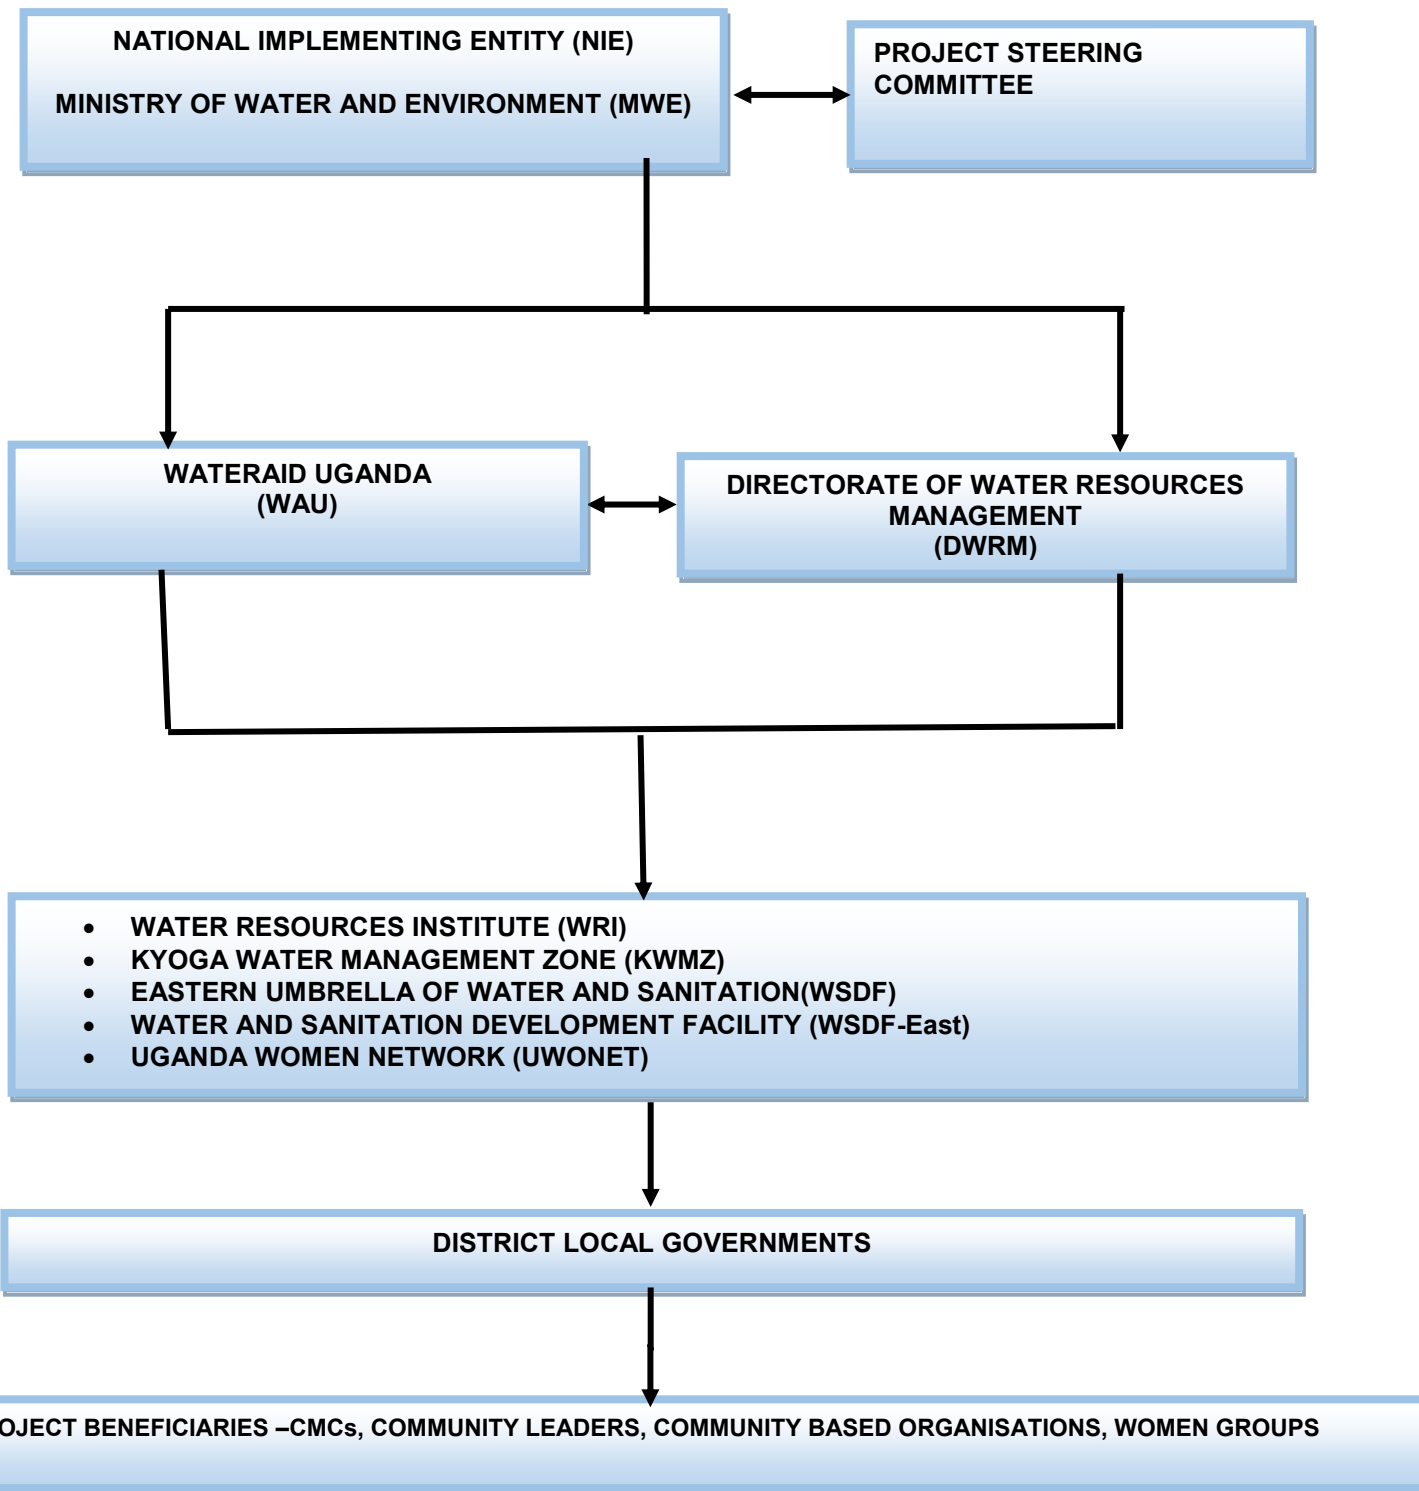 NATIONAL IMPLEMENTING ENTITY (NIE)
MINISTRY OF WATER AND ENVIRONMENT (MWE)
PROJECT STEERING
COMMITTEE
WATERAID UGANDA
(WAU)
DIRECTORATE OF WATER RESOURCES
MANAGEMENT
(DWRM)
• WATER RESOURCES INSTITUTE (WRI)
• KYOGA WATER MANAGEMENT ZONE (KWMZ)
• EASTERN UMBRELLA OF WATER AND SANITATION(WSDF)
• WATER AND SANITATION DEVELOPMENT FACILITY (WSDF-East)
• UGANDA WOMEN NETWORK (UWONET)
DISTRICT LOCAL GOVERNMENTS
OJECT BENEFICIARIES –CMCs, COMMUNITY LEADERS, COMMUNITY BASED ORGANISATIONS, WOMEN GROUPS